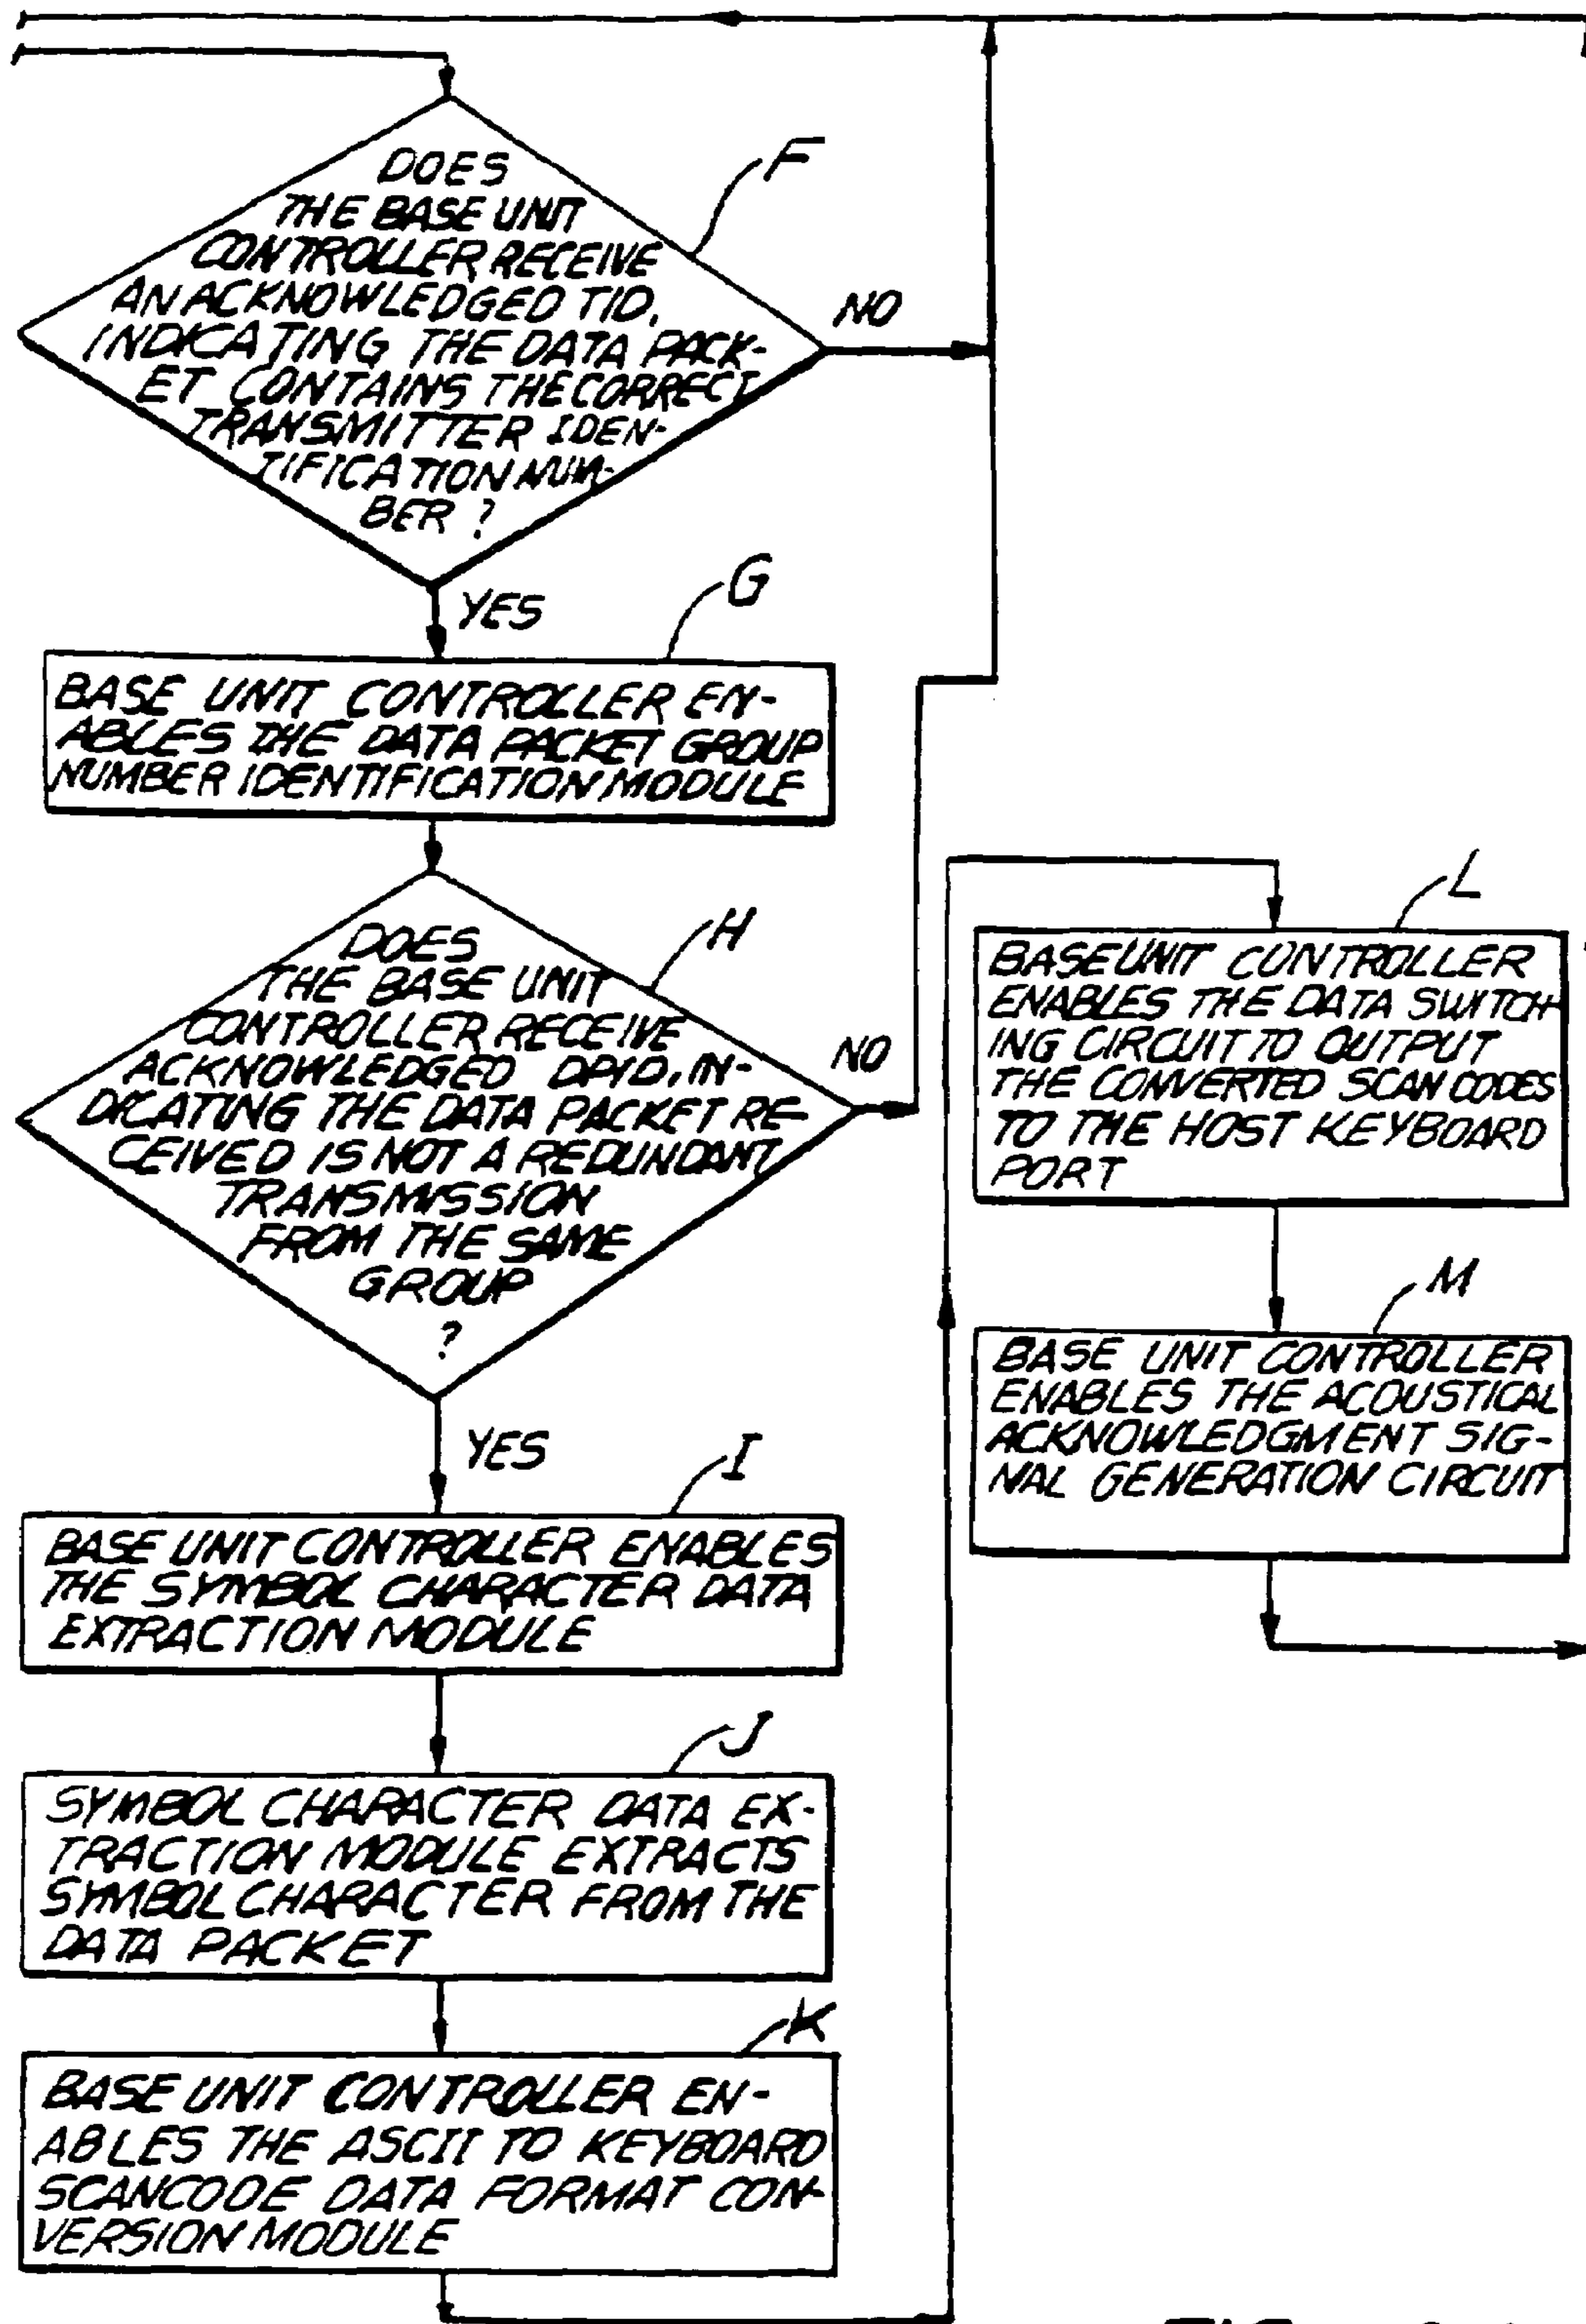 DOES
THE BASE UNIT
CONTROLLER RECEIVE
AN ACKNOWLEDGED TID,
INDICATING THE DATA PACK-
ET CONTAINS THE CORRECT
TRANSMITTER IDEN-
TIFICATION NUM-
BER ?
F
NO
YES
G
BASE UNIT CONTROLLER EN-
ABLES THE DATA PACKET GROUP
NUMBER IDENTIFICATION MODULE
DOES
THE BASE UNIT
CONTROLLER RECEIVE
ACKNOWLEDGED DPID, IN-
DICATING THE DATA PACKET RE-
CEIVED IS NOT A REDUNDANT
TRANSMISSION
FROM THE SAME
GROUP
?
H
NO
YES
I
BASE UNIT CONTROLLER ENABLES
THE SYMBOL CHARACTER DATA
EXTRACTION MODULE
J
SYMBOL CHARACTER DATA EX-
TRACTION MODULE EXTRACTS
SYMBOL CHARACTER FROM THE
DATA PACKET
K
BASE UNIT CONTROLLER EN-
ABLES THE ASCII TO KEYBOARD
SCANCODE DATA FORMAT CON-
VERSION MODULE
L
BASE UNIT CONTROLLER
ENABLES THE DATA SWITCH-
ING CIRCUIT TO OUTPUT
THE CONVERTED SCAN CODES
TO THE HOST KEYBOARD
PORT
M
BASE UNIT CONTROLLER
ENABLES THE ACOUSTICAL
ACKNOWLEDGMENT SIG-
NAL GENERATION CIRCUIT